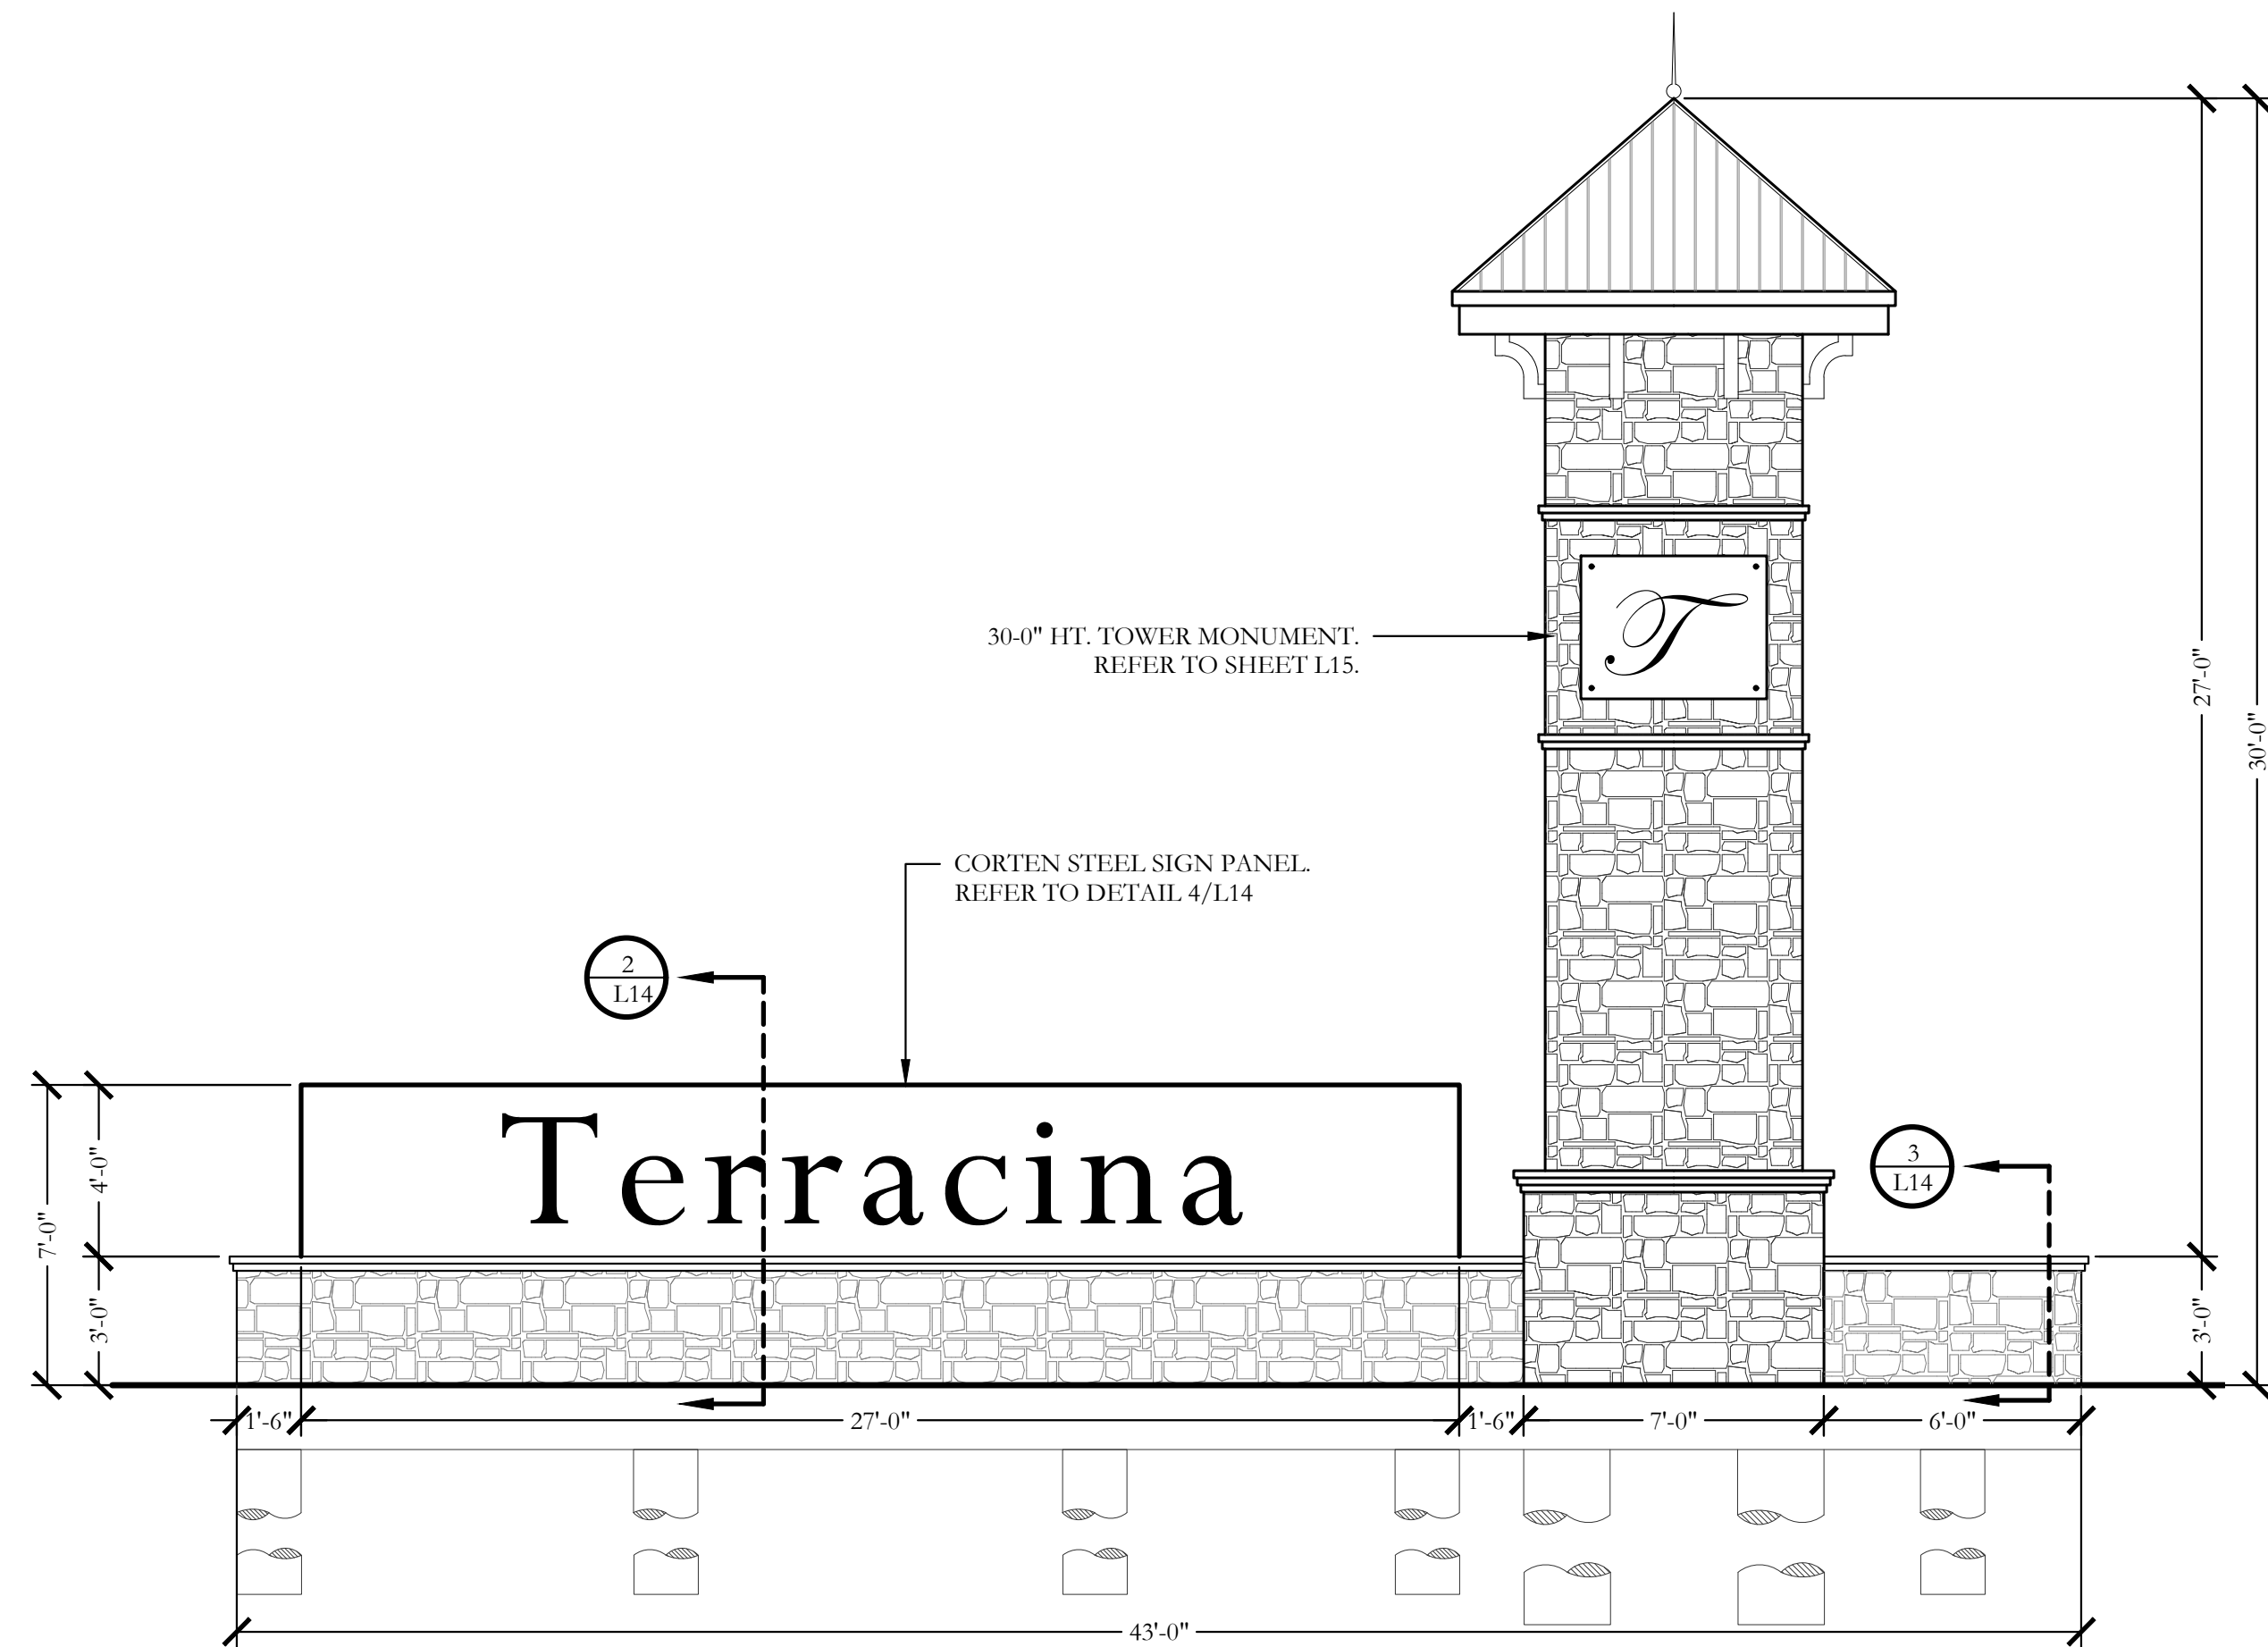 T
30-0" HT. TOWER MONUMENT.
REFER TO SHEET L15.
27'-0"
30'-0"
CORTEN STEEL SIGN PANEL.
REFER TO DETAIL 4/L14
2
L14
Terracina
3
L14
7'-0"
4'-0"
3'-0"
3'-0"
1'-6"
27'-0"
1'-6"
7'-0"
6'-0"
43'-0"